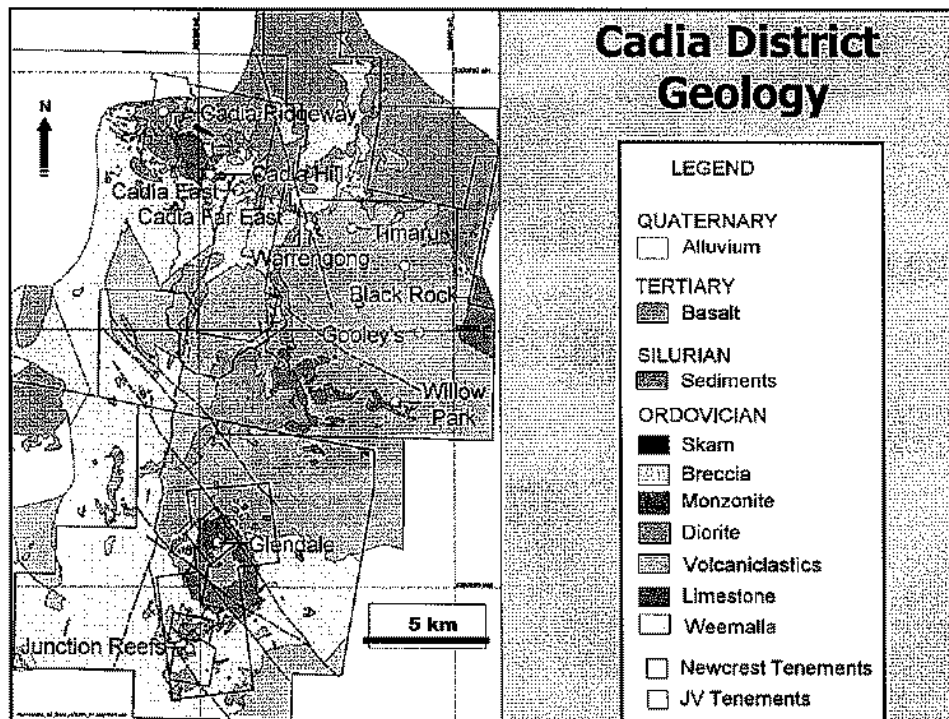 Cadia District
Geology
N
Cadia Ridgeway
Cadia Hill
Cadia East
Cadia Far East
Warrengong
Black Rock
Gooley's
Willow
Park
Glendale
Junction Reefs
5 km
LEGEND
QUATERNARY
Alluvium
TERTIARY
Basalt
SILURIAN
Sediments
ORDOVICIAN
Skarn
Breccia
Monzonite
Diorite
Volcaniclastics
Limestone
Weemalla
Newcrest Tenements
JV Tenements